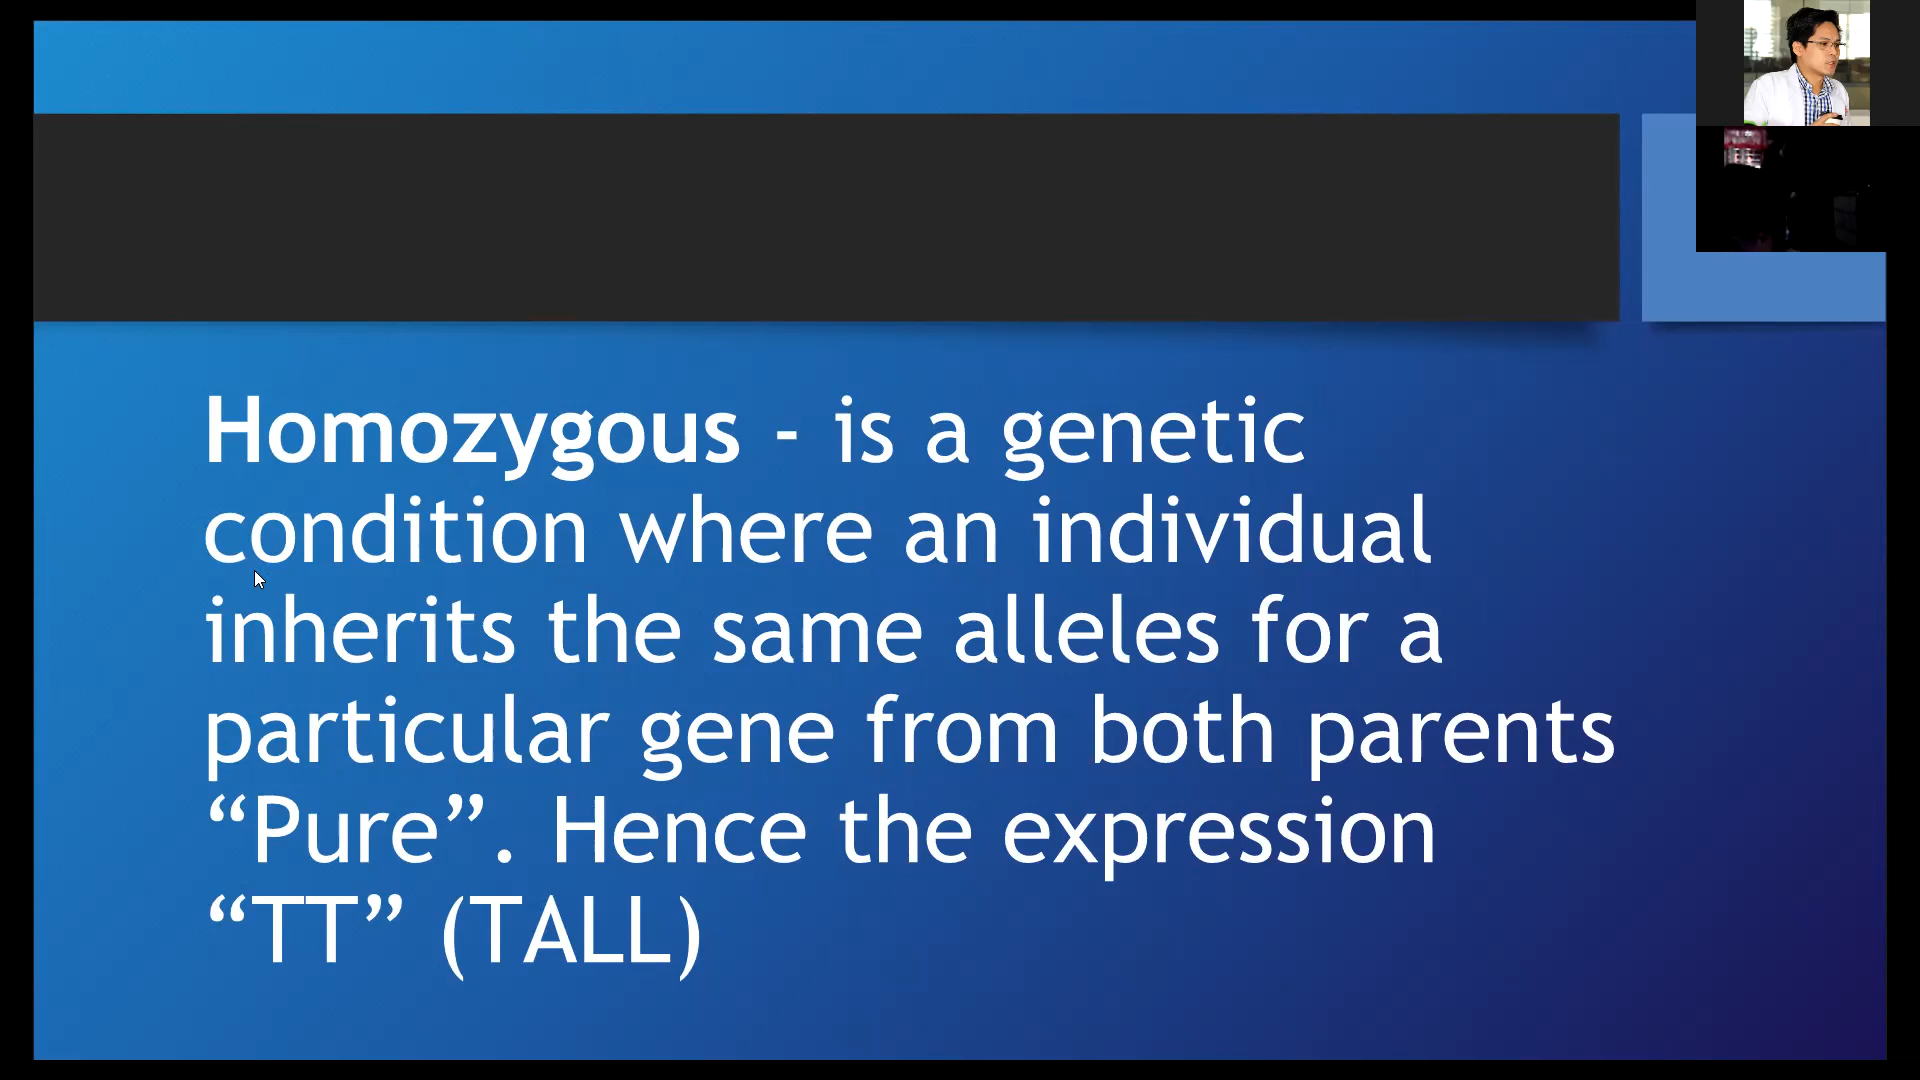 Homozygous - is a genetic
condition where an individual
inherits the same alleles for a
particular gene from both parents
“Pure”. Hence the expression
“TT” (TALL)